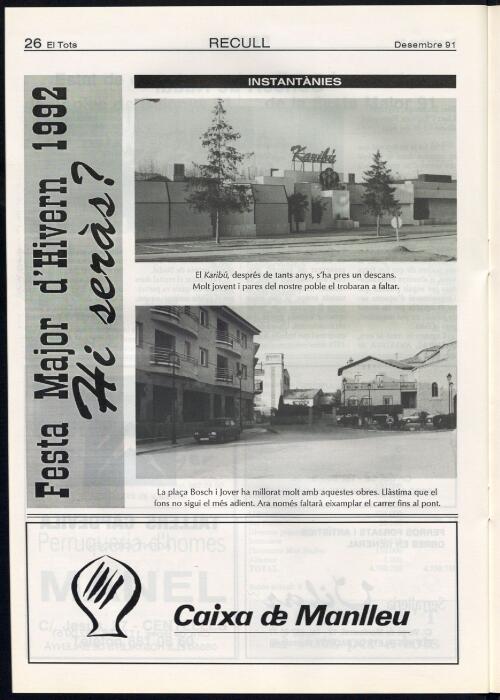 26 El Tots
RECULL
Desembre 91
Festa Major d'Hivern 1992
Hi seràs?
INSTANTÀNIES
Karibú
El Karibú, després de tants anys, s'ha pres un descans.
Molt jovent i pares del nostre poble el trobaran a faltar.
La plaça Bosch i Jover ha millorat molt amb aquestes obres. Llàstima que el
fons no sigui el més adient. Ara només faltarà eixamplar el carrer fins al pont.
Caixa de Manlleu